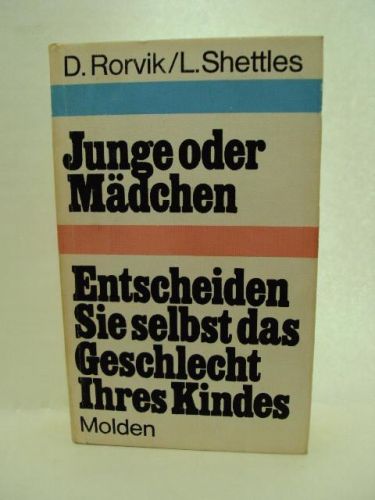 D. Rorvik/L. Shettles
Junge oder
Mädchen
Entscheiden
Sie selbst das
Geschlecht
Ihres Kindes
Molden